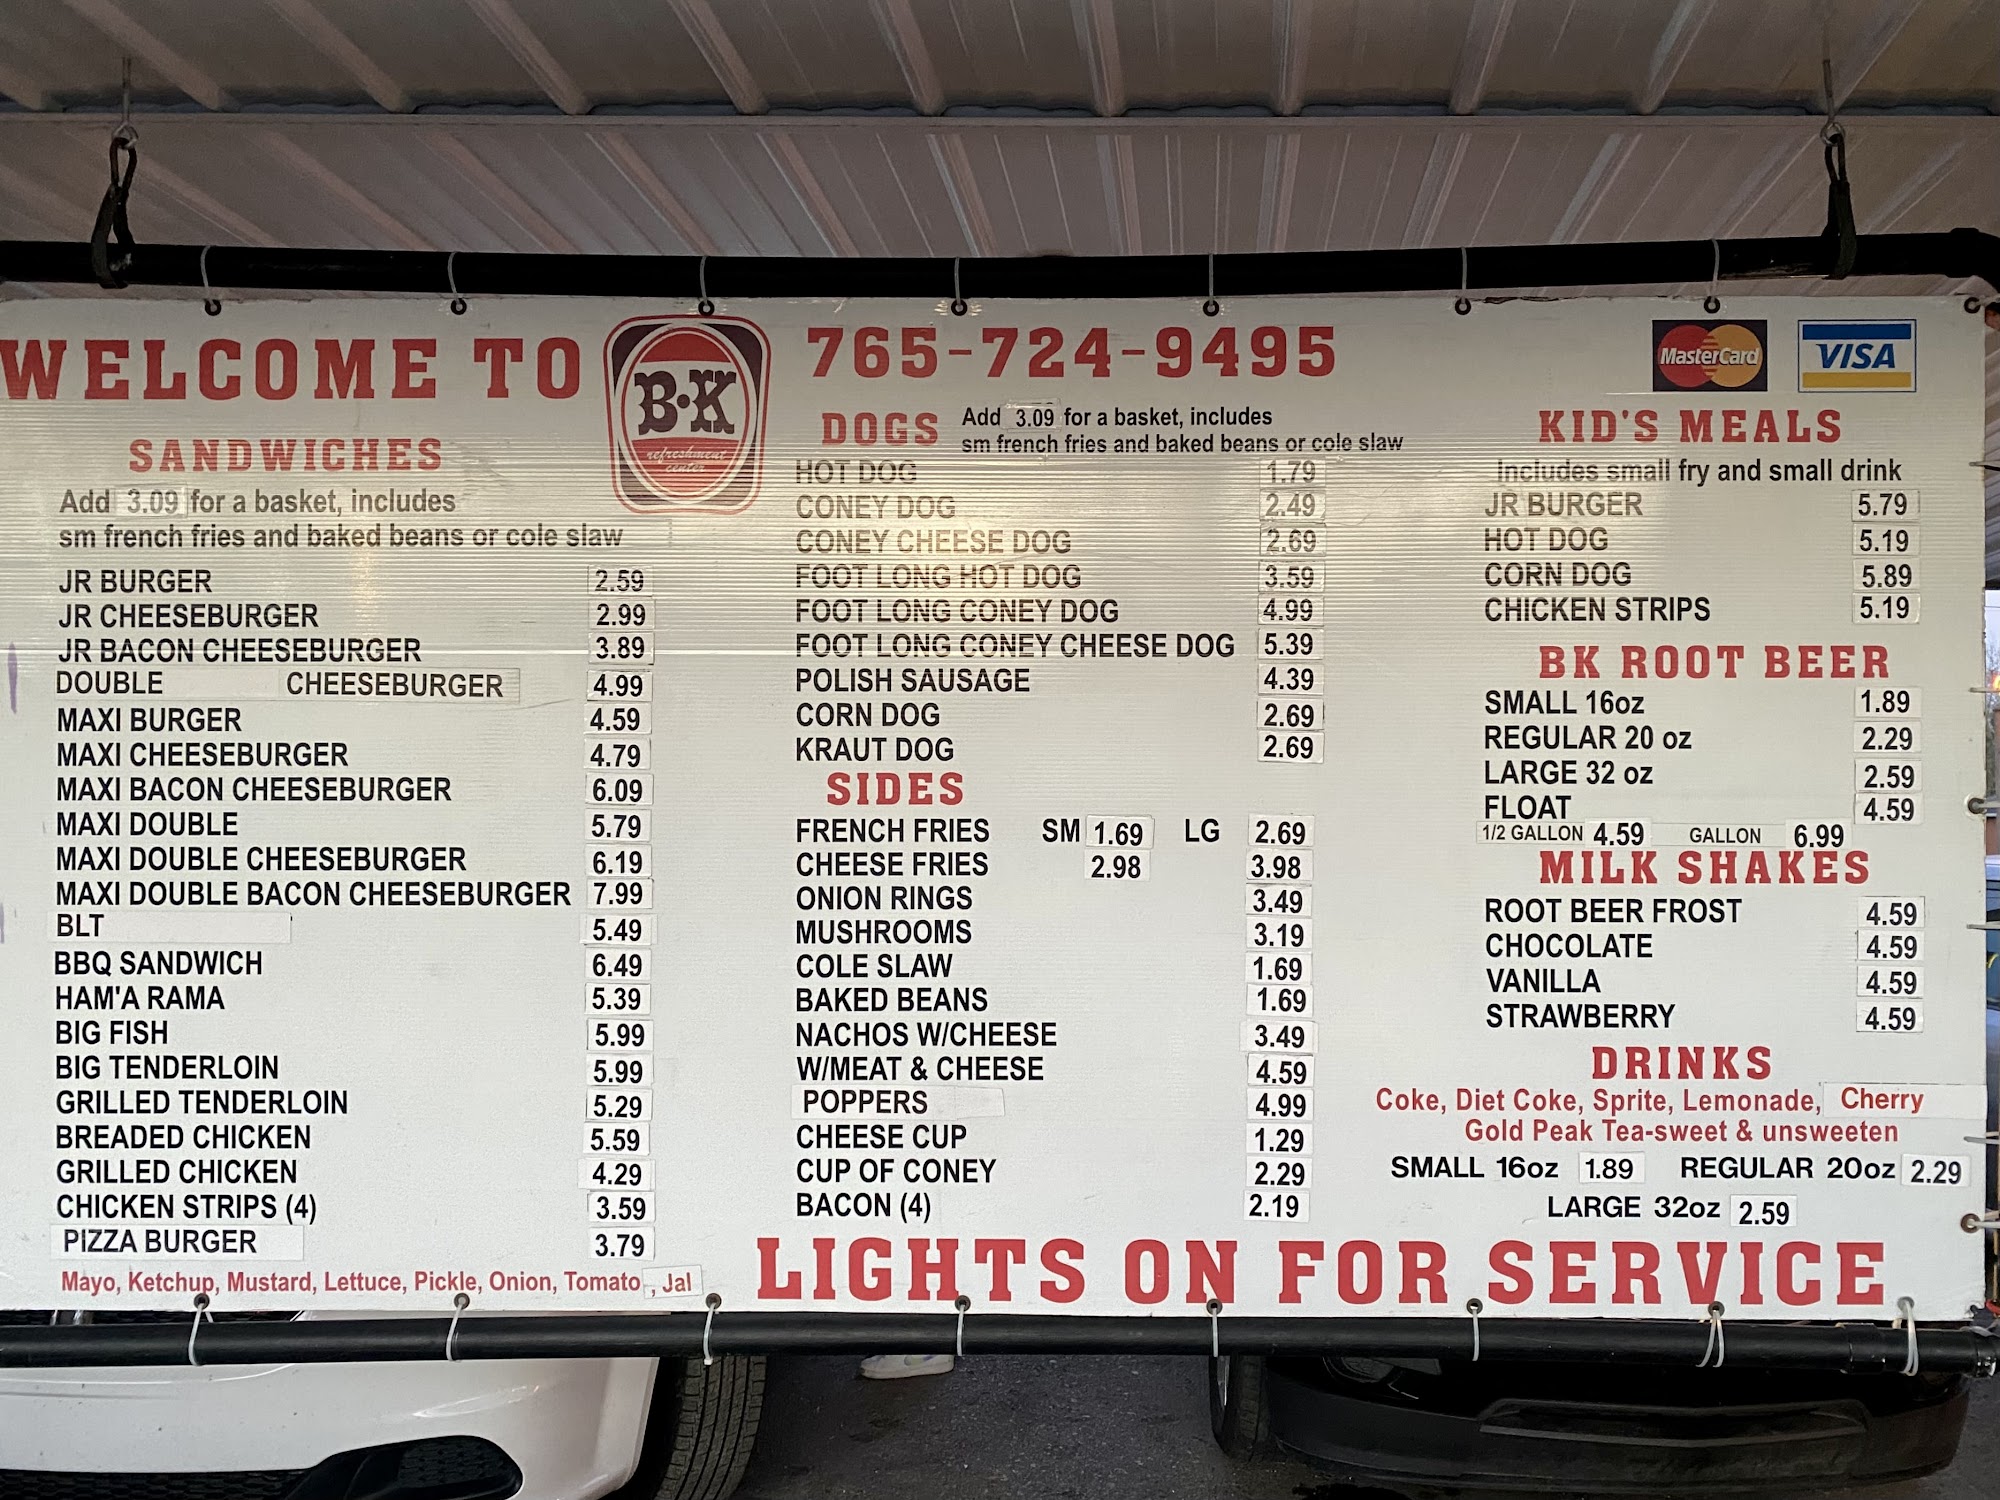 WELCOME TO
B·K
refreshment
center
765-724-9495
MasterCard
VISA
SANDWICHES
Add 3.09 for a basket, includes
sm french fries and baked beans or cole slaw
JR BURGER 2.59
JR CHEESEBURGER 2.99
JR BACON CHEESEBURGER 3.89
DOUBLE CHEESEBURGER 4.99
MAXI BURGER 4.59
MAXI CHEESEBURGER 4.79
MAXI BACON CHEESEBURGER 6.09
MAXI DOUBLE 5.79
MAXI DOUBLE CHEESEBURGER 6.19
MAXI DOUBLE BACON CHEESEBURGER 7.99
BLT 5.49
BBQ SANDWICH 6.49
HAM'A RAMA 5.39
BIG FISH 5.99
BIG TENDERLOIN 5.99
GRILLED TENDERLOIN 5.29
BREADED CHICKEN 5.59
GRILLED CHICKEN 4.29
CHICKEN STRIPS (4) 3.59
PIZZA BURGER 3.79
Mayo, Ketchup, Mustard, Lettuce, Pickle, Onion, Tomato , Jal
DOGS
Add 3.09 for a basket, includes
sm french fries and baked beans or cole slaw
HOT DOG 1.79
CONEY DOG 2.49
CONEY CHEESE DOG 2.69
FOOT LONG HOT DOG 3.59
FOOT LONG CONEY DOG 4.99
FOOT LONG CONEY CHEESE DOG 5.39
POLISH SAUSAGE 4.39
CORN DOG 2.69
KRAUT DOG 2.69
SIDES
FRENCH FRIES SM 1.69 LG 2.69
CHEESE FRIES 2.98 3.98
ONION RINGS 3.49
MUSHROOMS 3.19
COLE SLAW 1.69
BAKED BEANS 1.69
NACHOS W/CHEESE 3.49
W/MEAT & CHEESE 4.59
POPPERS 4.99
CHEESE CUP 1.29
CUP OF CONEY 2.29
BACON (4) 2.19
KID'S MEALS
Includes small fry and small drink
JR BURGER 5.79
HOT DOG 5.19
CORN DOG 5.89
CHICKEN STRIPS 5.19
BK ROOT BEER
SMALL 16oz 1.89
REGULAR 20 oz 2.29
LARGE 32 oz 2.59
FLOAT 4.59
1/2 GALLON 4.59 GALLON 6.99
MILK SHAKES
ROOT BEER FROST 4.59
CHOCOLATE 4.59
VANILLA 4.59
STRAWBERRY 4.59
DRINKS
Coke, Diet Coke, Sprite, Lemonade, Cherry
Gold Peak Tea-sweet & unsweeten
SMALL 16oz 1.89 REGULAR 20oz 2.29
LARGE 32oz 2.59
LIGHTS ON FOR SERVICE